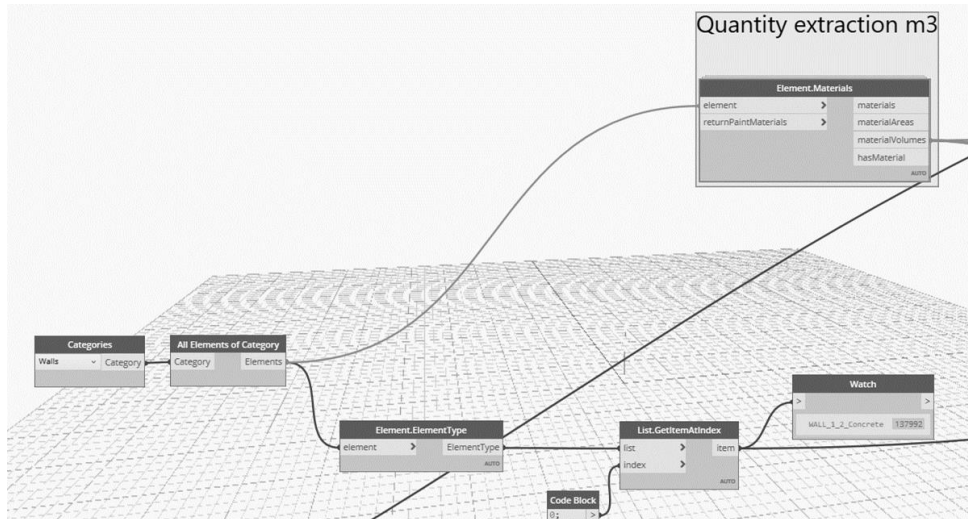 Quantity extraction m3
Element.Materials
element > materials
returnPaintMaterials > materialAreas
materialVolumes
hasMaterial
AUTO
Categories
Walls Category
All Elements of Category
Category Elements
Element.ElementType
element > ElementType
AUTO
List.GetItemAtIndex
list > item
index >
AUTO
Watch
> >
WALL_1_2_Concrete 137992
Code Block
0; >